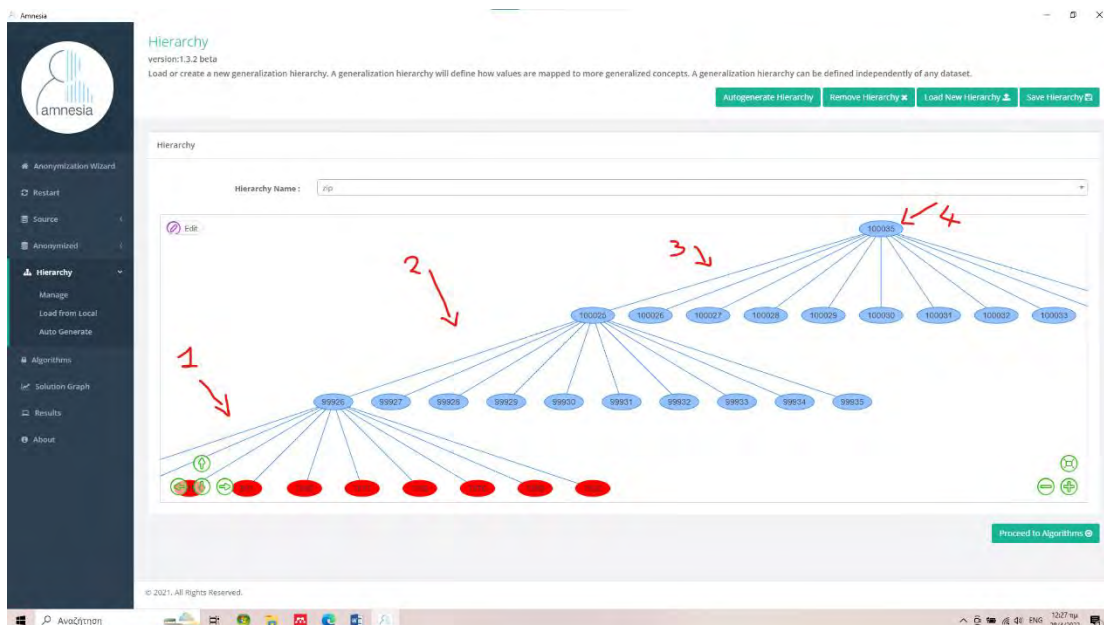 Amnesia
amnesia
Anonymization Wizard
Restart
Source
Anonymized
Hierarchy
Manage
Load from Local
Auto Generate
Algorithms
Solution Graph
Results
About
Hierarchy
version:1.3.2 beta
Load or create a new generalization hierarchy. A generalization hierarchy will define how values are mapped to more generalized concepts. A generalization hierarchy can be defined independently of any dataset.
Autogenerate Hierarchy Remove Hierarchy Load New Hierarchy Save Hierarchy
Hierarchy
Hierarchy Name : zip
Edit
4
100035
3
2
100025 100026 100027 100028 100029 100030 100031 100032 100033
1
99926 99927 99928 99929 99930 99931 99932 99933 99934 99935
Proceed to Algorithms
© 2021, All Rights Reserved.
Αναζήτηση
ENG
12:27 πμ